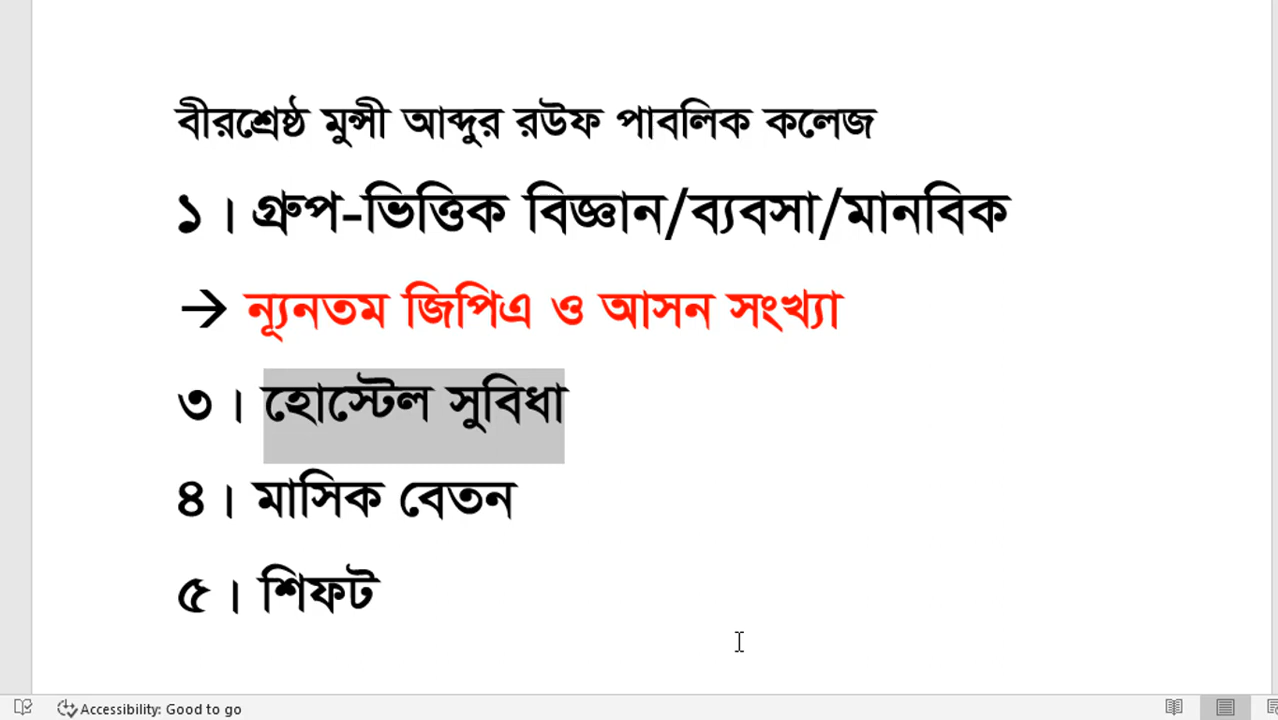 বীরশ্রেষ্ঠ মুন্সী আব্দুর রউফ পাবলিক কলেজ
১। গ্রুপ-ভিত্তিক বিজ্ঞান/ব্যবসা/মানবিক
→ ন্যূনতম জিপিএ ও আসন সংখ্যা
৩। হোস্টেল সুবিধা
৪। মাসিক বেতন
৫। শিফট
Accessibility: Good to go